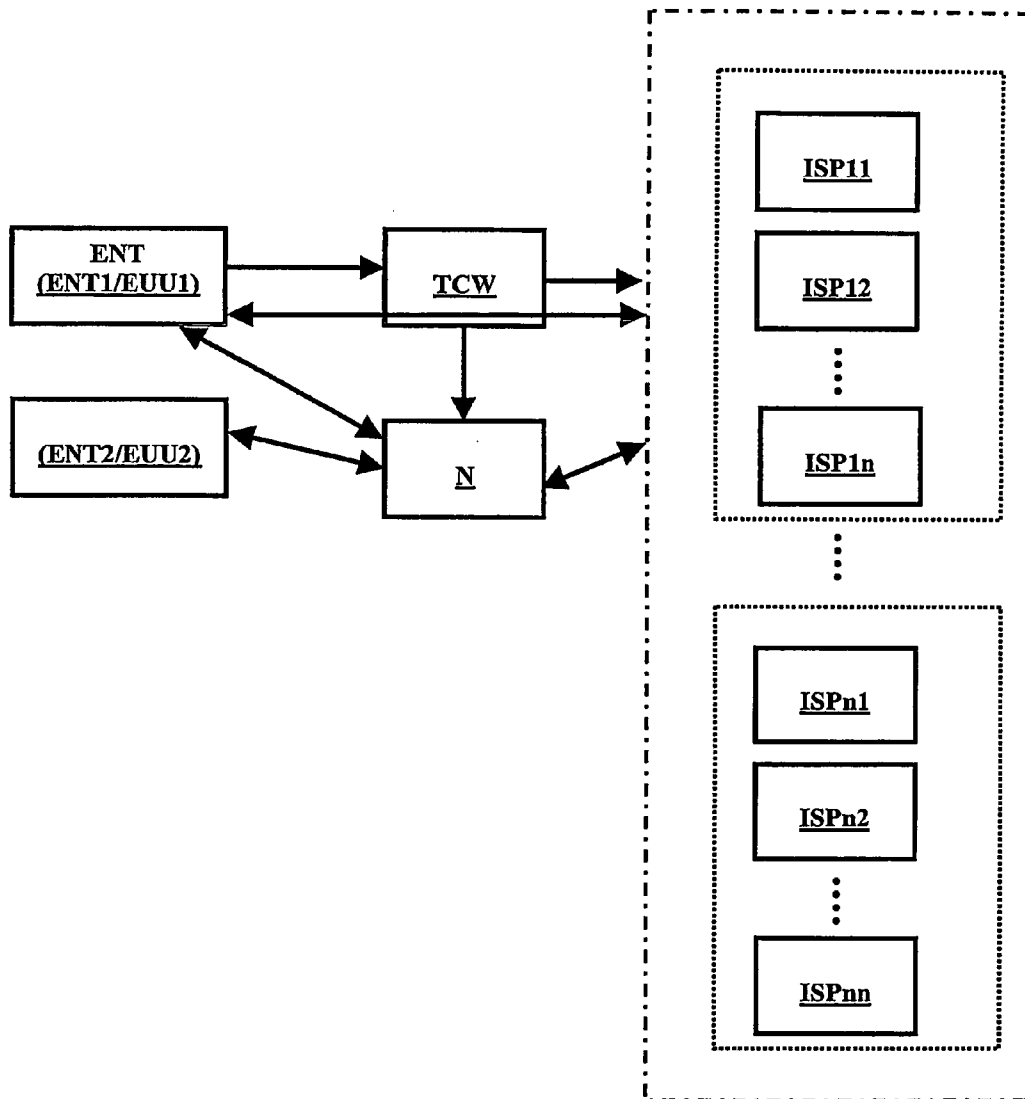 ENT
(ENT1/EUU1)
TCW
(ENT2/EUU2)
N
ISP11
ISP12
ISP1n
ISPn1
ISPn2
ISPnn